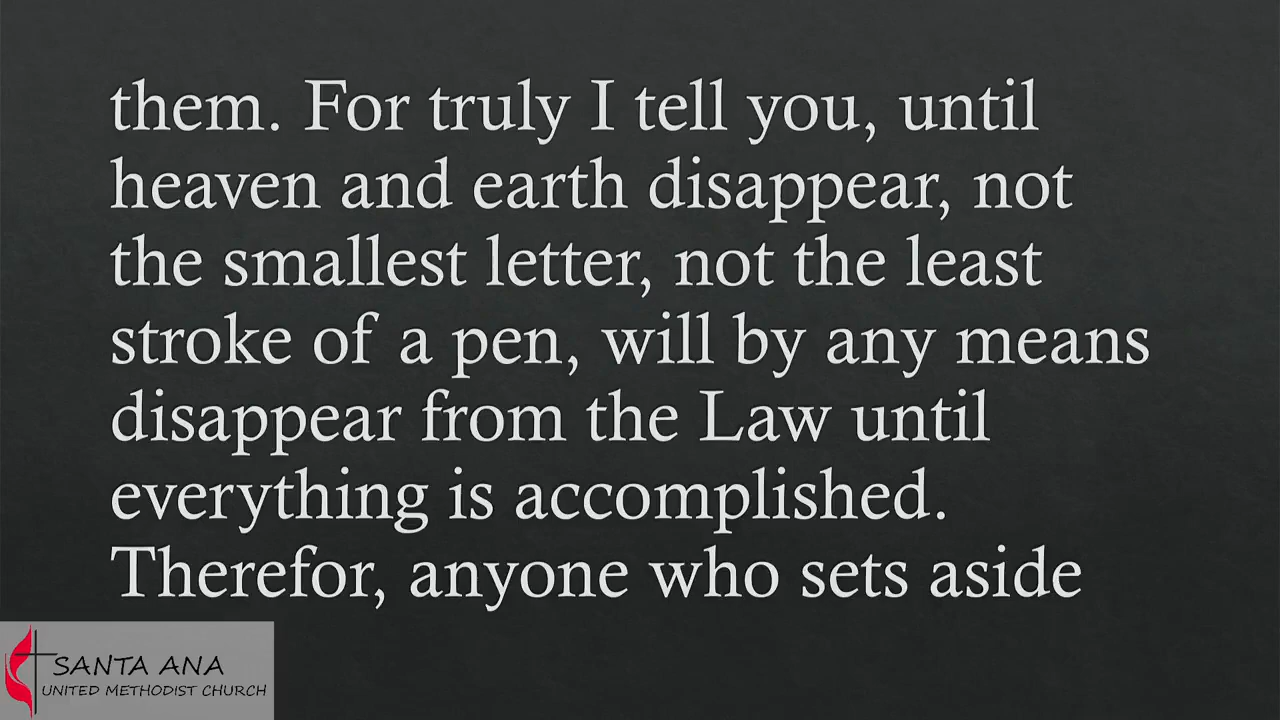 them. For truly I tell you, until
heaven and earth disappear, not
the smallest letter, not the least
stroke of a pen, will by any means
disappear from the Law until
everything is accomplished.
Therefor, anyone who sets aside
SANTA ANA
UNITED METHODIST CHURCH